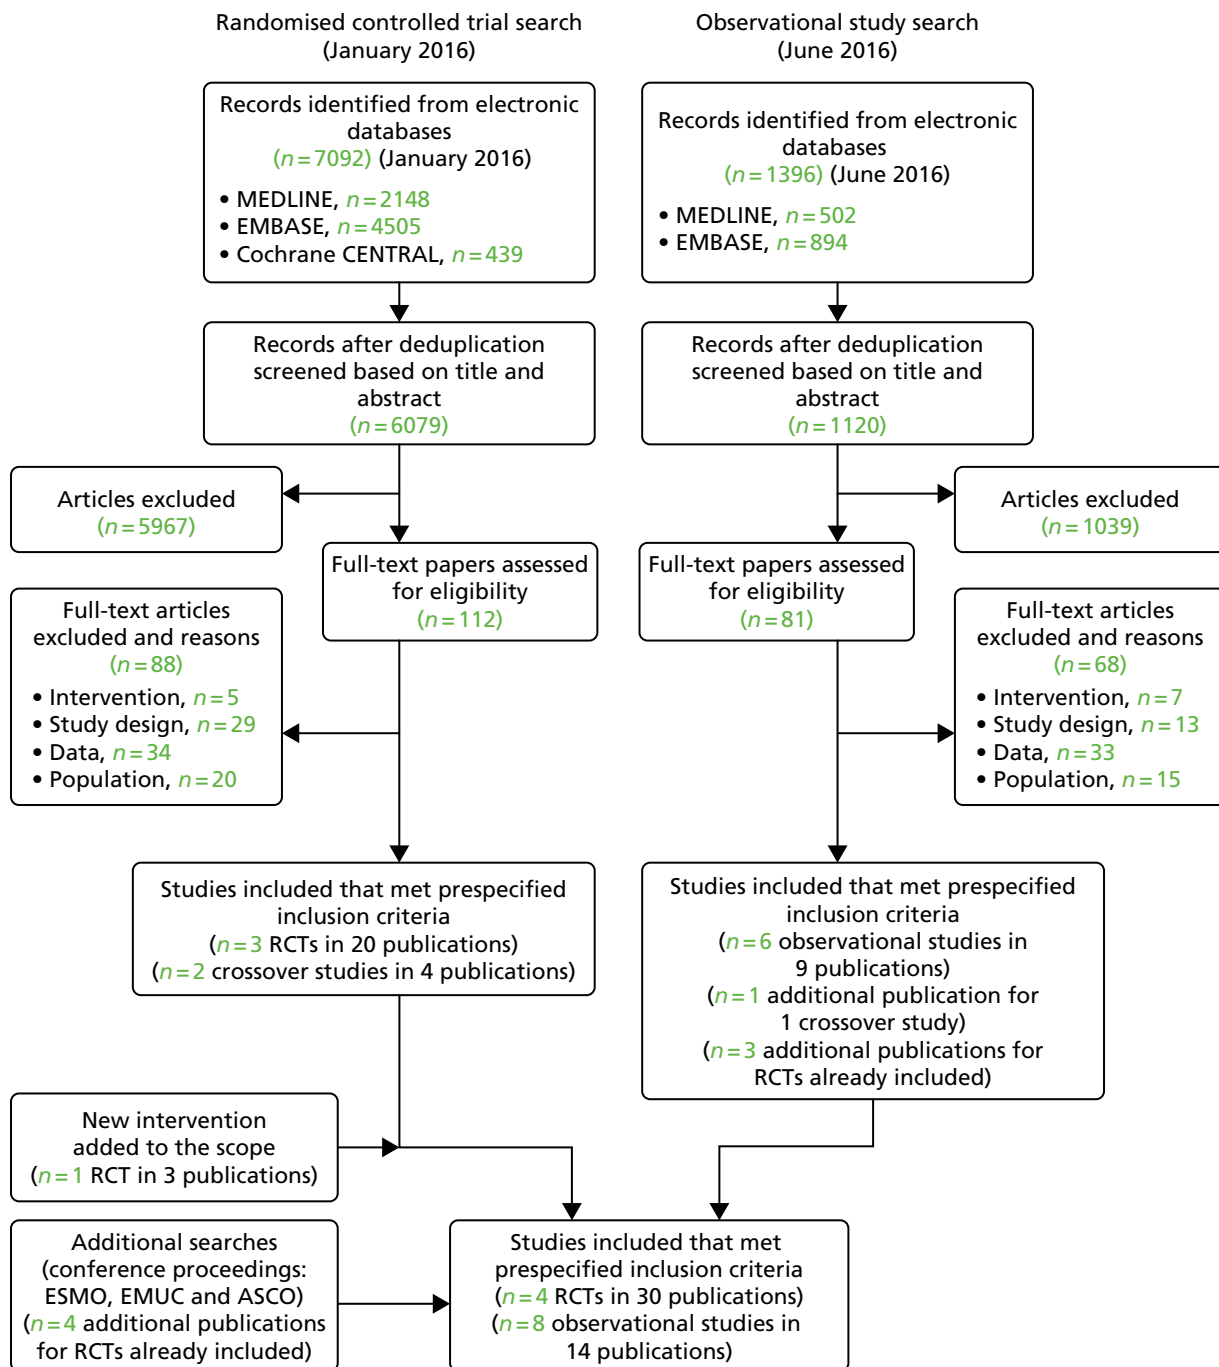 Randomised controlled trial search
(January 2016)
Observational study search
(June 2016)
Records identified from electronic
databases
(n=7092) (January 2016)
• MEDLINE, n=2148
• EMBASE, n=4505
• Cochrane CENTRAL, n=439
Records identified from electronic
databases
(n=1396) (June 2016)
• MEDLINE, n=502
• EMBASE, n=894
Records after deduplication
screened based on title and
abstract
(n=6079)
Records after deduplication
screened based on title and
abstract
(n=1120)
Articles excluded
(n=5967)
Articles excluded
(n=1039)
Full-text papers assessed
for eligibility
(n=112)
Full-text papers assessed
for eligibility
(n=81)
Full-text articles
excluded and reasons
(n=88)
• Intervention, n=5
• Study design, n=29
• Data, n=34
• Population, n=20
Full-text articles
excluded and reasons
(n=68)
• Intervention, n=7
• Study design, n=13
• Data, n=33
• Population, n=15
Studies included that met prespecified
inclusion criteria
(n=3 RCTs in 20 publications)
(n=2 crossover studies in 4 publications)
Studies included that met prespecified
inclusion criteria
(n=6 observational studies in
9 publications)
(n=1 additional publication for
1 crossover study)
(n=3 additional publications for
RCTs already included)
New intervention
added to the scope
(n=1 RCT in 3 publications)
Additional searches
(conference proceedings:
ESMO, EMUC and ASCO)
(n=4 additional publications
for RCTs already included)
Studies included that met
prespecified inclusion criteria
(n=4 RCTs in 30 publications)
(n=8 observational studies in
14 publications)